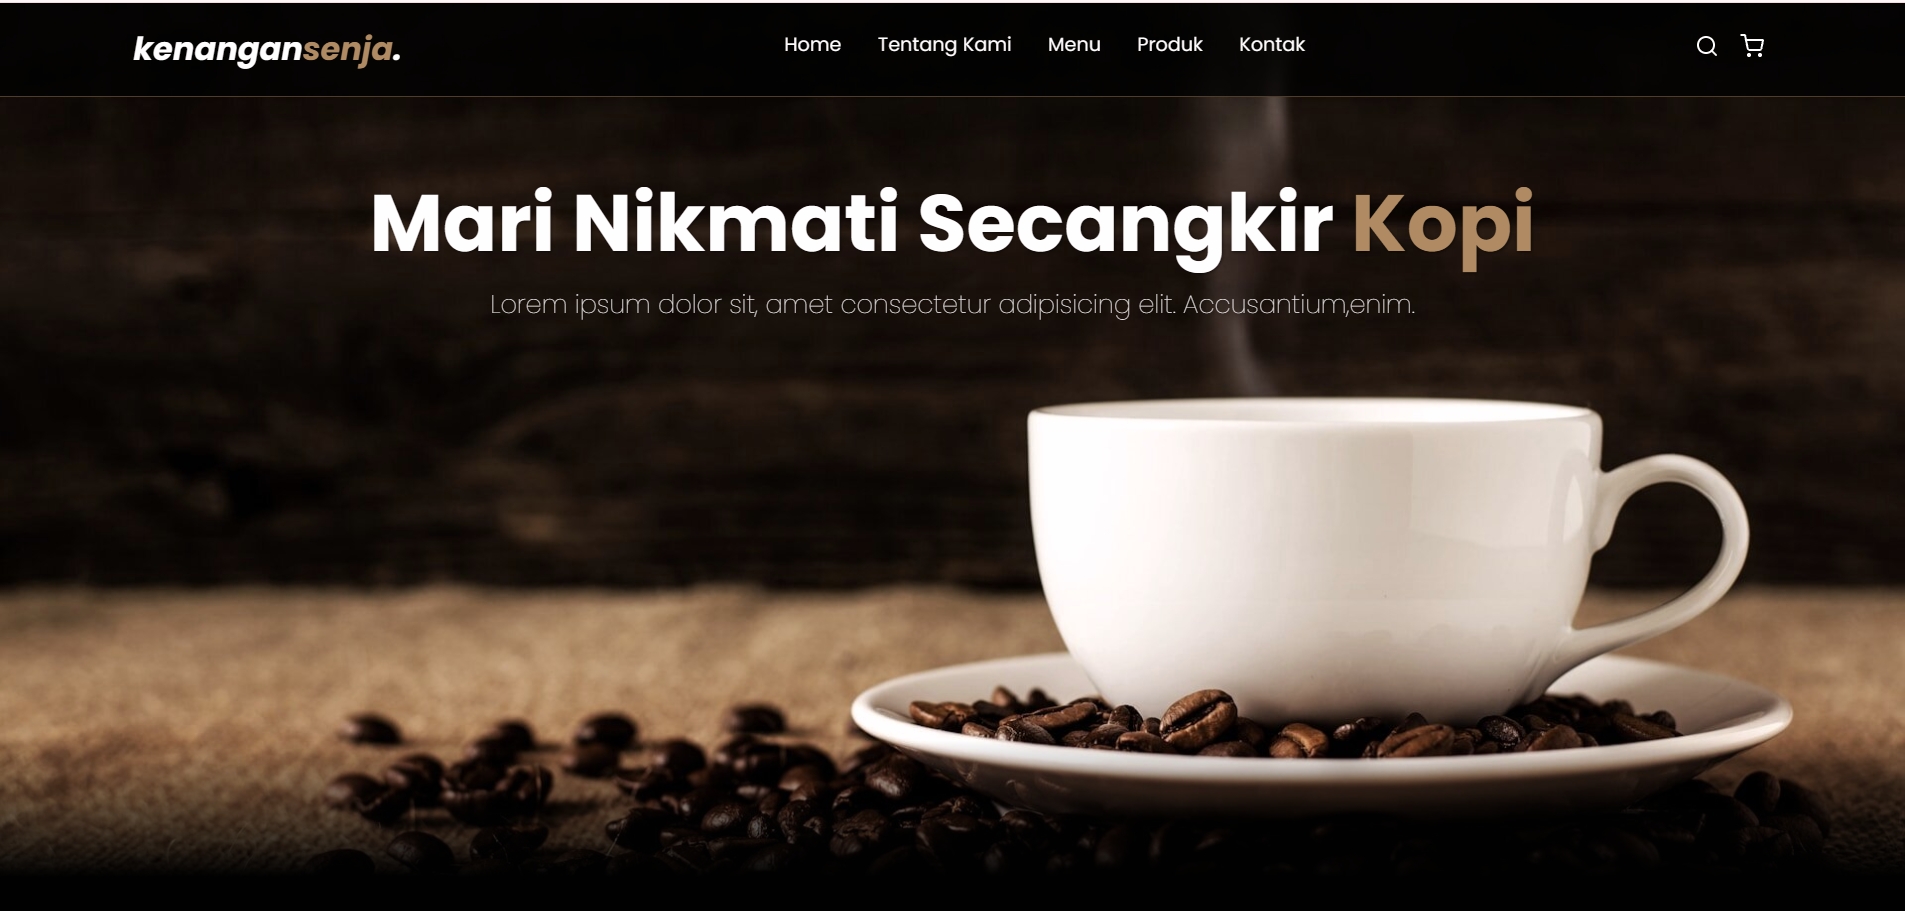 kenangansenja.
Home Tentang Kami Menu Produk Kontak
Mari Nikmati Secangkir Kopi
Lorem ipsum dolor sit, amet consectetur adipisicing elit. Accusantium,enim.